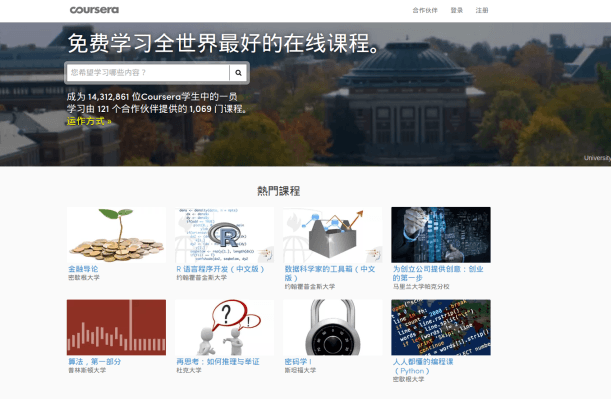 coursera
合作伙伴 登录 注册
免费学习全世界最好的在线课程。
您希望学习哪些内容？
成为 14,312,861 位Coursera学生中的一员
学习由 121 个合作伙伴提供的 1,069 门课程。
运作方式 »
University
熱門課程
金融导论
密歇根大学
R 语言程序开发（中文版）
约翰霍普金斯大学
数据科学家的工具箱（中文
版）
约翰霍普金斯大学
为创立公司提供创意：创业
的第一步
马里兰大学帕克分校
算法，第一部分
普林斯顿大学
再思考：如何推理与举证
杜克大学
密码学 I
斯坦福大学
人人都懂的编程课
（Python）
密歇根大学